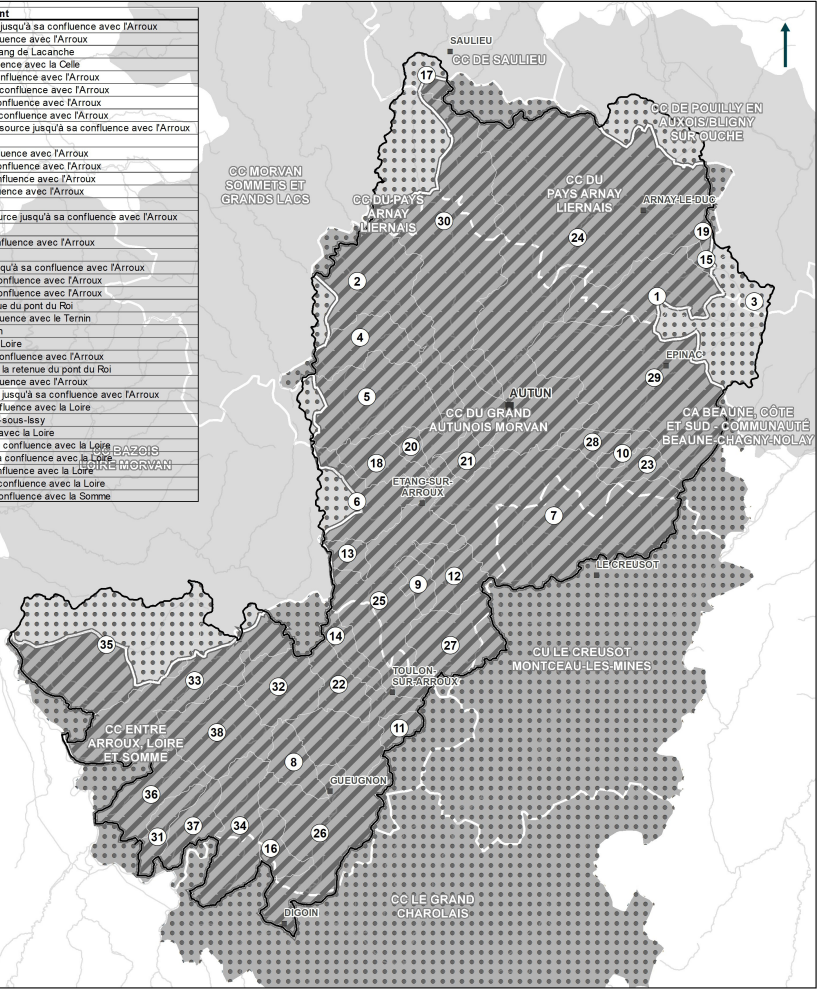 nt
jusqu'à sa confluence avec l'Arroux
uence avec l'Arroux
ang de Lacanche
ence avec la Celle
onfluence avec l'Arroux
confluence avec l'Arroux
onfluence avec l'Arroux
confluence avec l'Arroux
source jusqu'à sa confluence avec l'Arroux
uence avec l'Arroux
onfluence avec l'Arroux
nfluence avec l'Arroux
ence avec l'Arroux
urce jusqu'à sa confluence avec l'Arroux
nfluence avec l'Arroux
qu'à sa confluence avec l'Arroux
onfluence avec l'Arroux
onfluence avec l'Arroux
ue du pont du Roi
uence avec le Ternin
n
Loire
confluence avec l'Arroux
la retenue du pont du Roi
uence avec l'Arroux
jusqu'à sa confluence avec l'Arroux
fluence avec la Loire
-sous-Issy
avec la Loire
confluence avec la Loire
a confluence avec la Loire
nfluence avec la Loire
confluence avec la Loire
onfluence avec la Somme
SAULIEU
CC DE SAULIEU
17
CC DE POUILLY EN
AUXOIS/BLIGNY
SUR OUCHE
CC MORVAN
SOMMETS ET
GRANDS LACS
CC DU PAYS
ARNAY
LIERNAIS
CC DU
PAYS ARNAY
LIERNAIS
ARNAY-LE-DUC
30
24
19
15
2
1
3
4
EPINAC
29
5
AUTUN
CC DU GRAND
AUTUNOIS MORVAN
CA BEAUNE, CÔTE
ET SUD - COMMUNAUTÉ
BEAUNE-CHAGNY-NOLAY
28
20
10
18
21
23
CC BAZOIS
LOIRE MORVAN
ETANG-SUR-
ARROUX
6
7
13
LE CREUSOT
12
9
25
14
27
35
CU LE CREUSOT
MONTCEAU-LES-MINES
TOULON-
SUR-ARROUX
33
32
22
11
38
CC ENTRE
ARROUX, LOIRE
ET SOMME
8
GUEUGNON
36
37
34
26
31
16
CC LE GRAND
CHAROLAIS
DIGOIN